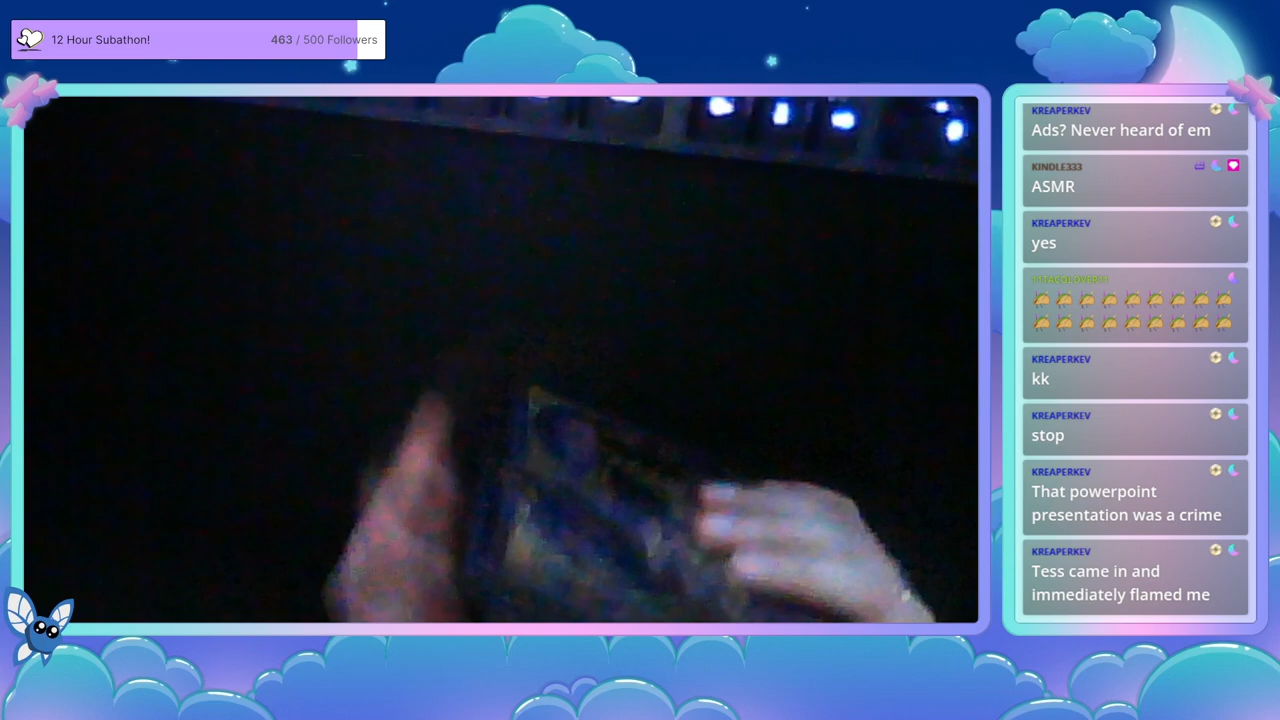 12 Hour Subathon!
463 / 500 Followers
KREAPERKEV
Ads? Never heard of em
KINDLE333
ASMR
KREAPERKEV
yes
KREAPERKEV
kk
KREAPERKEV
stop
KREAPERKEV
That powerpoint
presentation was a crime
KREAPERKEV
Tess came in and
immediately flamed me